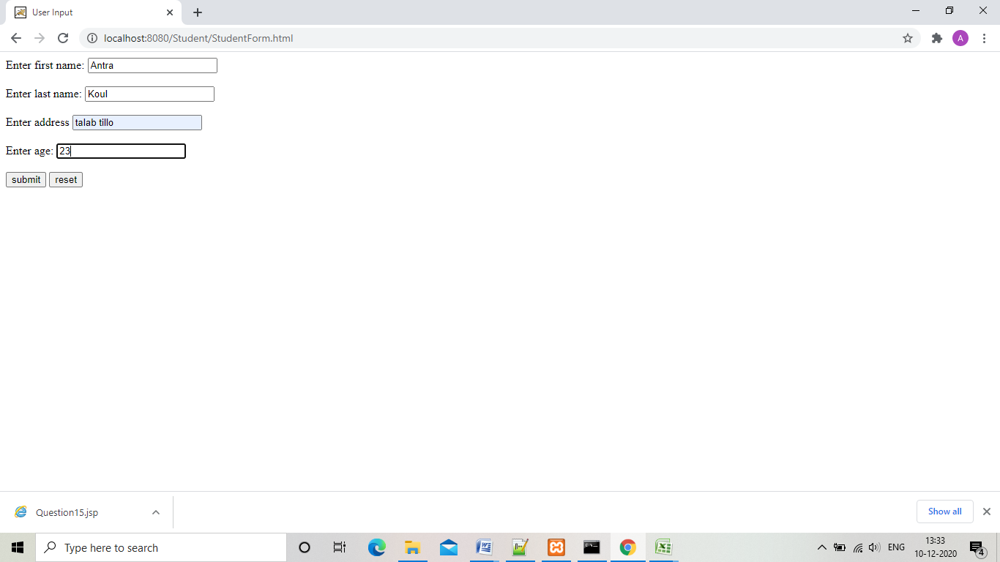 User Input
localhost:8080/Student/StudentForm.html
A
Enter first name: Antra
Enter last name: Koul
Enter address talab tillo
Enter age: 23
submit reset
Question15.jsp
Show all
Type here to search
ENG
13:33
10-12-2020
4